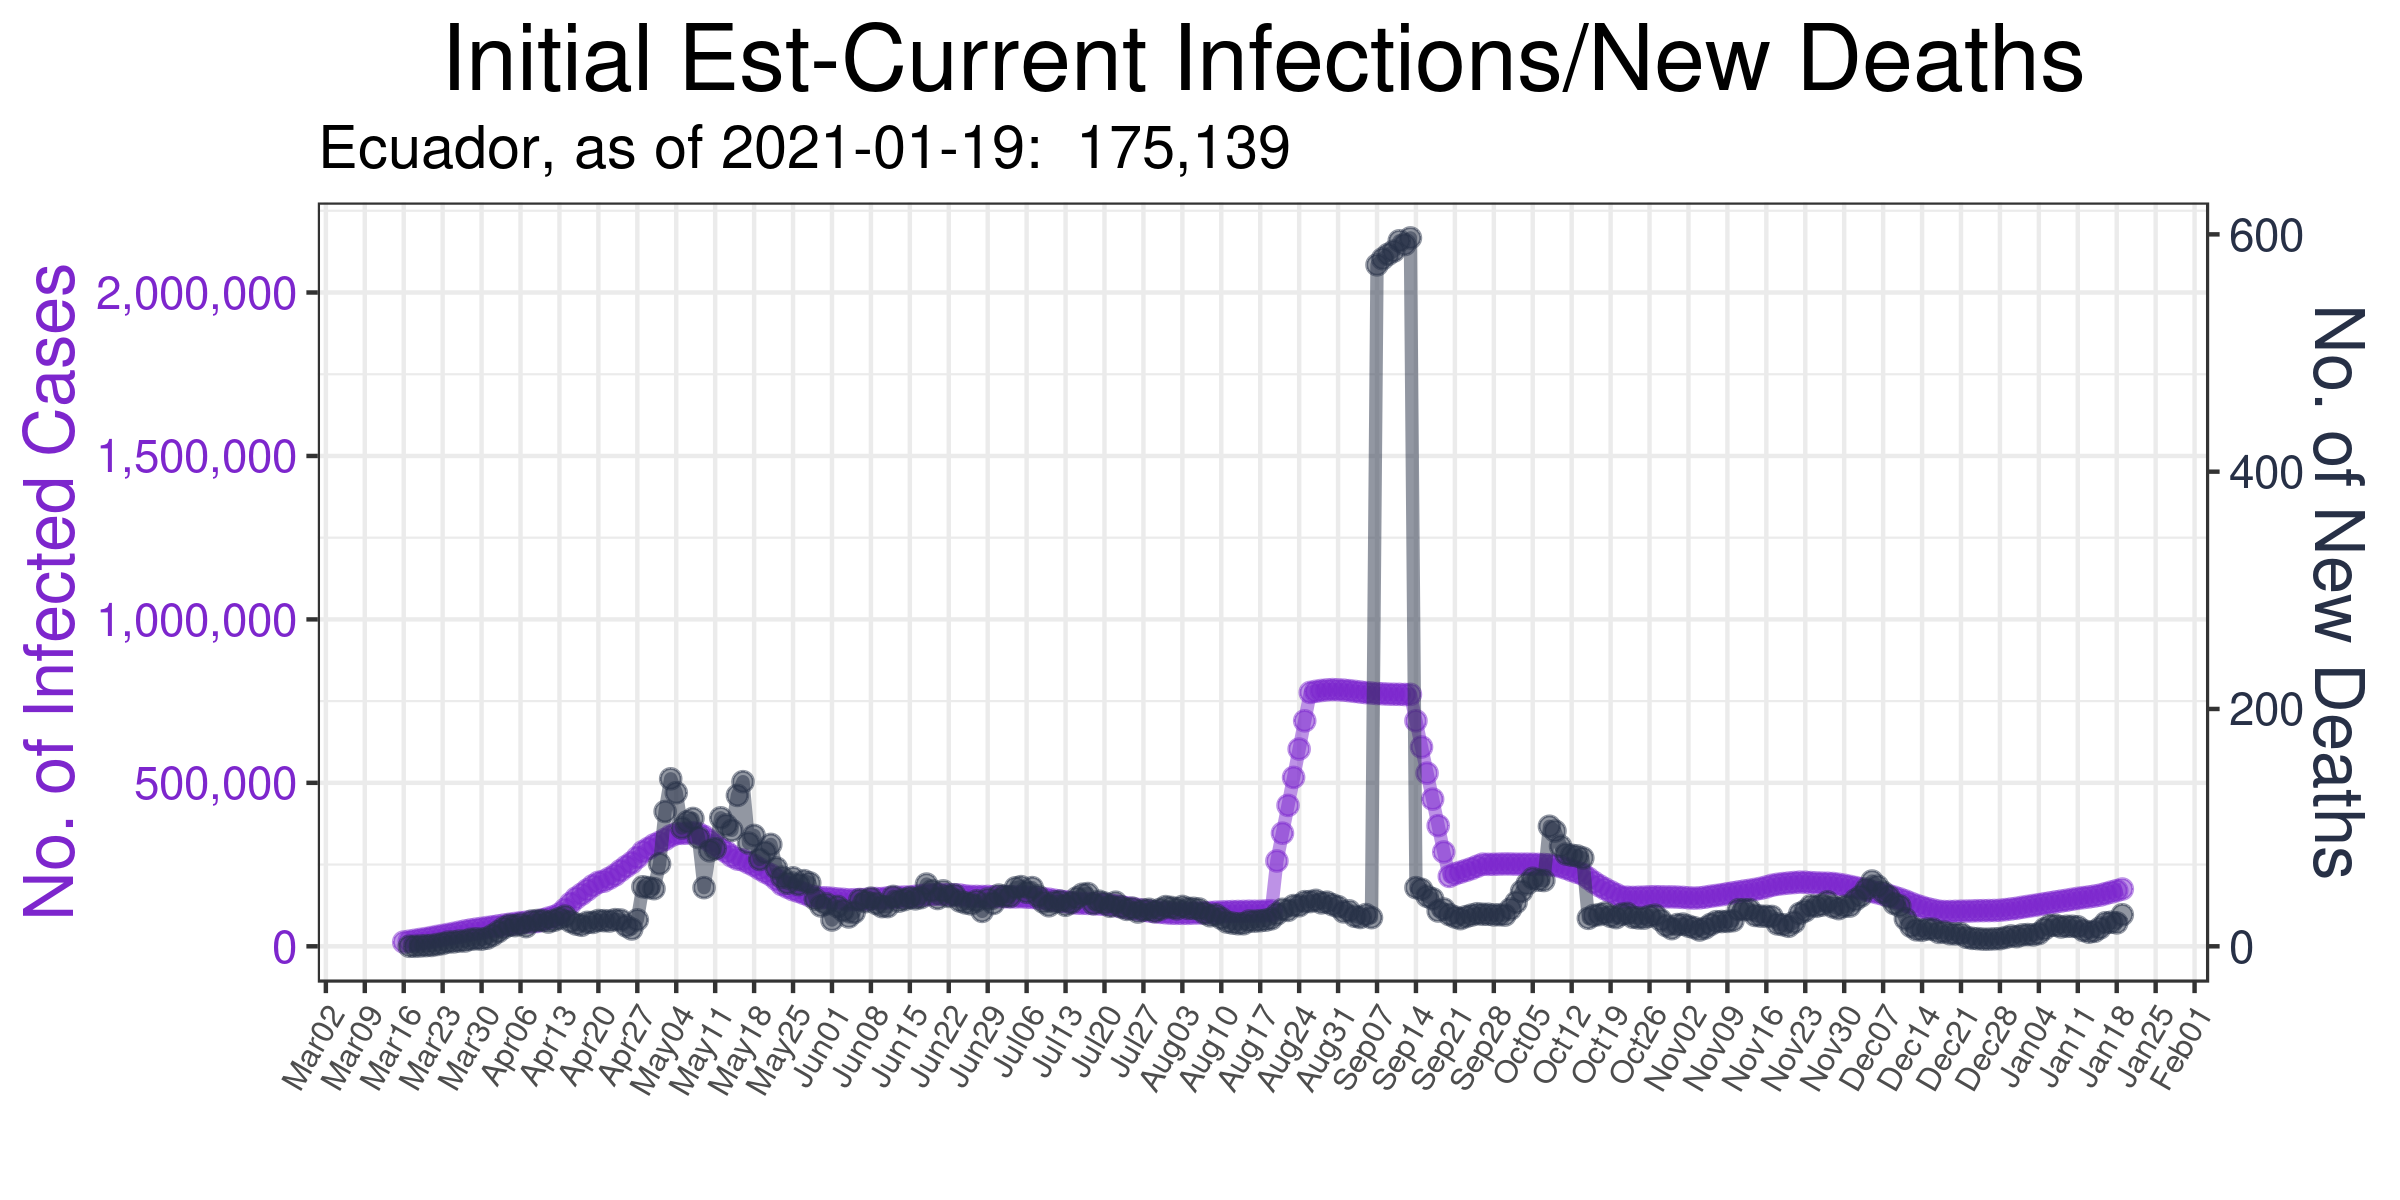 Initial Est-Current Infections/New Deaths
Ecuador, as of 2021-01-19:  175,139
No. of Infected Cases
2,000,000
1,500,000
1,000,000
500,000
0
600
400
200
0
No. of New Deaths
Mar02
Mar09
Mar16
Mar23
Mar30
Apr06
Apr13
Apr20
Apr27
May04
May11
May18
May25
Jun01
Jun08
Jun15
Jun22
Jun29
Jul06
Jul13
Jul20
Jul27
Aug03
Aug10
Aug17
Aug24
Aug31
Sep07
Sep14
Sep21
Sep28
Oct05
Oct12
Oct19
Oct26
Nov02
Nov09
Nov16
Nov23
Nov30
Dec07
Dec14
Dec21
Dec28
Jan04
Jan11
Jan18
Jan25
Feb01